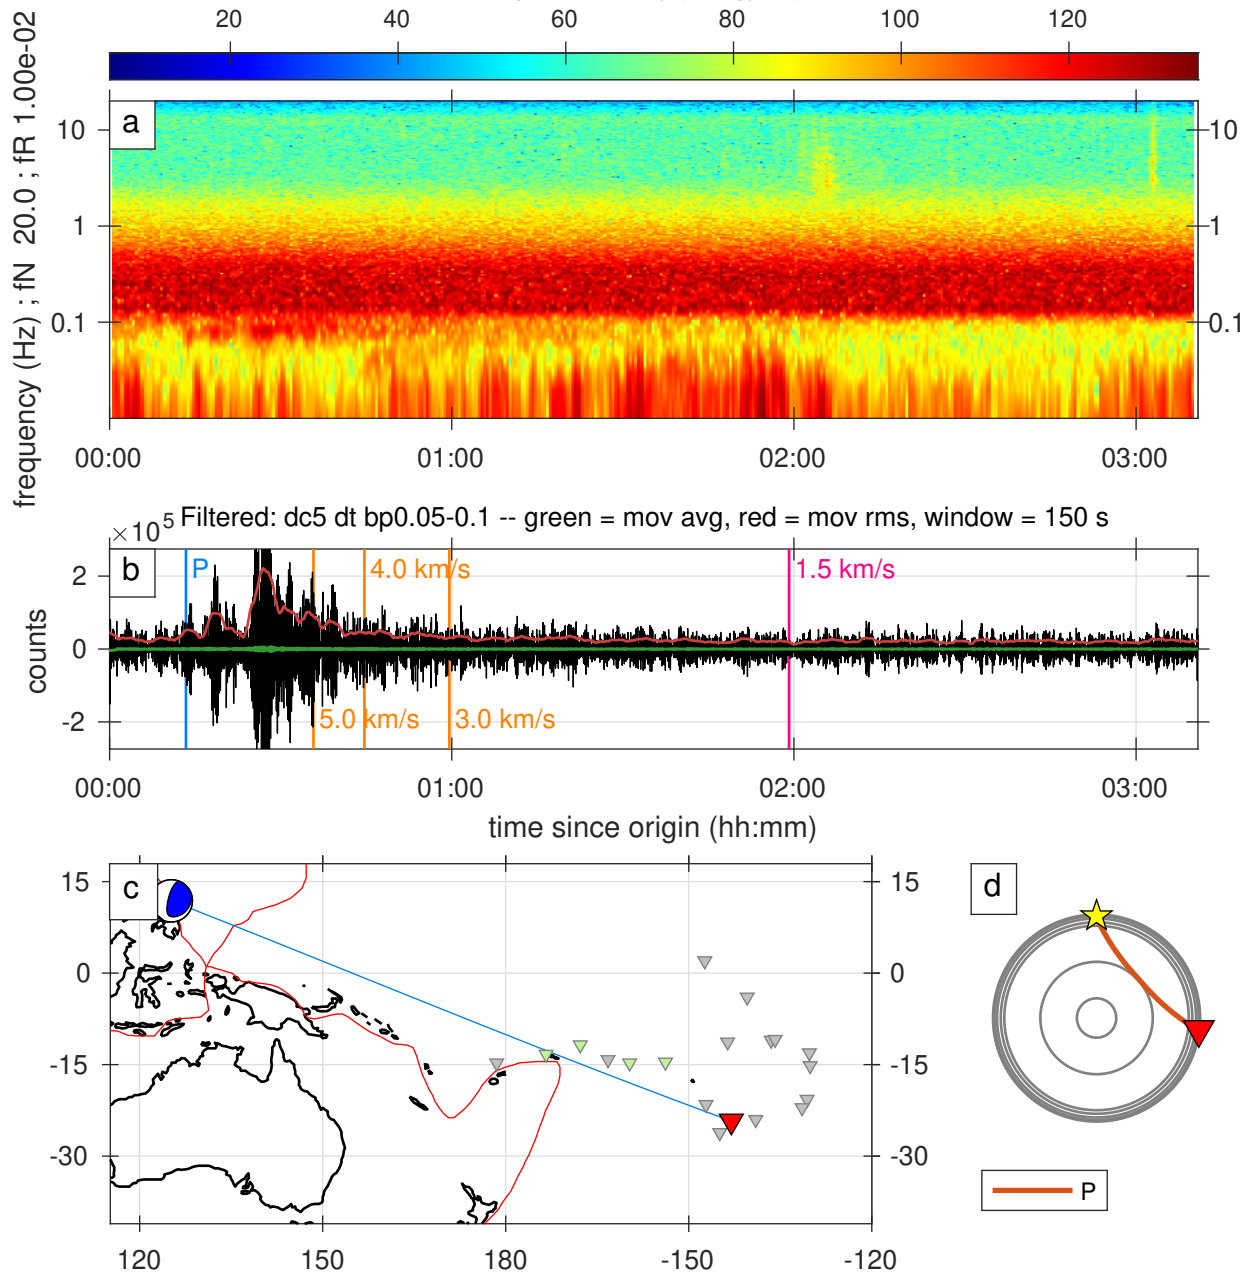 20 40 60 80 100 120
frequency (Hz) ; fN 20.0 ; fR 1.00e-02
a
10 10
1 1
0.1 0.1
00:00 01:00 02:00 03:00
×10^5 Filtered: dc5 dt bp0.05-0.1 -- green = mov avg, red = mov rms, window = 150 s
b
P 4.0 km/s 1.5 km/s
5.0 km/s 3.0 km/s
counts
2
0
-2
00:00 01:00 02:00 03:00
time since origin (hh:mm)
c
d
15 15
0 0
-15 -15
-30 -30
120 150 180 -150 -120
P